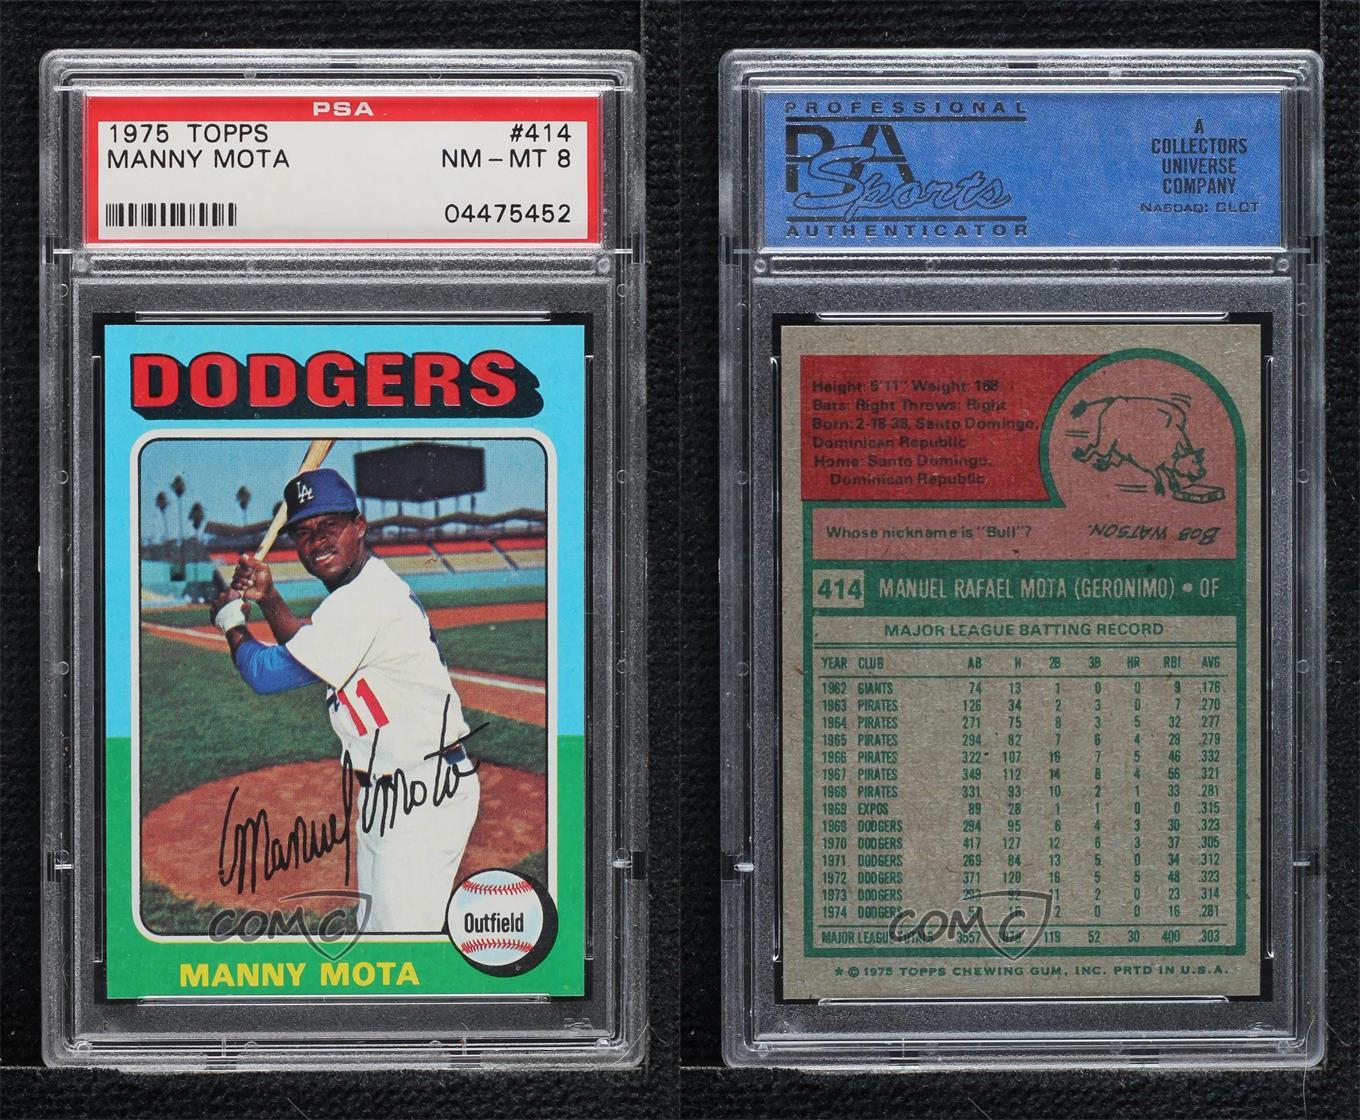 PSA
1975 TOPPS #414
MANNY MOTA NM – MT 8
04475452
DODGERS
LA
11
Manuel Mota
Outfield
MANNY MOTA
COMC
PROFESSIONAL
PSA
Sports
AUTHENTICATOR
A
COLLECTORS
UNIVERSE
COMPANY
NASDAQ: CLCT
Height: 5'11" Weight: 168
Bats: Right Throws: Right
Born: 2-18-38, Santo Domingo,
Dominican Republic
Home: Santo Domingo,
Dominican Republic
Whose nickname is "Bull"? BOB WATSON.
414 MANUEL RAFAEL MOTA (GERONIMO) • OF
MAJOR LEAGUE BATTING RECORD
YEAR CLUB AB H 2B 3B HR RBI AVG
1962 GIANTS 74 13 1 0 0 9 .176
1963 PIRATES 126 34 2 3 0 7 .270
1964 PIRATES 271 75 8 3 5 32 .277
1965 PIRATES 294 82 7 6 4 29 .279
1966 PIRATES 322 107 16 7 5 46 .332
1967 PIRATES 349 112 14 8 4 56 .321
1968 PIRATES 331 93 10 2 1 33 .281
1969 EXPOS 89 28 1 1 0 0 .315
1969 DODGERS 294 95 6 4 3 30 .323
1970 DODGERS 417 127 12 6 3 37 .305
1971 DODGERS 269 84 13 5 0 34 .312
1972 DODGERS 371 120 16 5 5 48 .323
1973 DODGERS 293 92 11 2 0 23 .314
1974 DODGERS 16 2 0 0 16 .281
MAJOR LEAGUE TOTALS 3557 119 52 30 400 .303
COMC
* © 1975 TOPPS CHEWING GUM, INC. PRTD IN U.S.A.